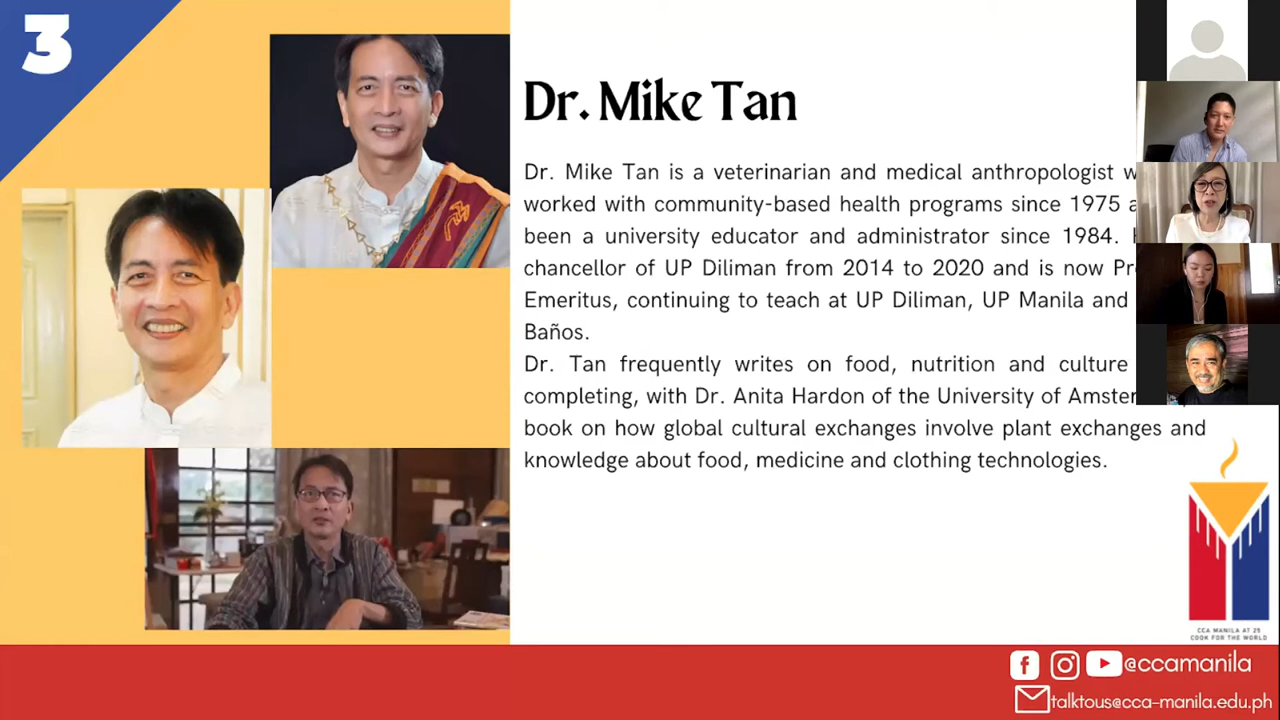 3
Dr. Mike Tan
Dr. Mike Tan is a veterinarian and medical anthropologist
worked with community-based health programs since 1975
been a university educator and administrator since 1984.
chancellor of UP Diliman from 2014 to 2020 and is now
Emeritus, continuing to teach at UP Diliman, UP Manila and
Baños.
Dr. Tan frequently writes on food, nutrition and culture
completing, with Dr. Anita Hardon of the University of
book on how global cultural exchanges involve plant exchanges and
knowledge about food, medicine and clothing technologies.
CCA MANILA AT 25
COOK FOR THE WORLD
@ccamanila
talktous@cca-manila.edu.ph